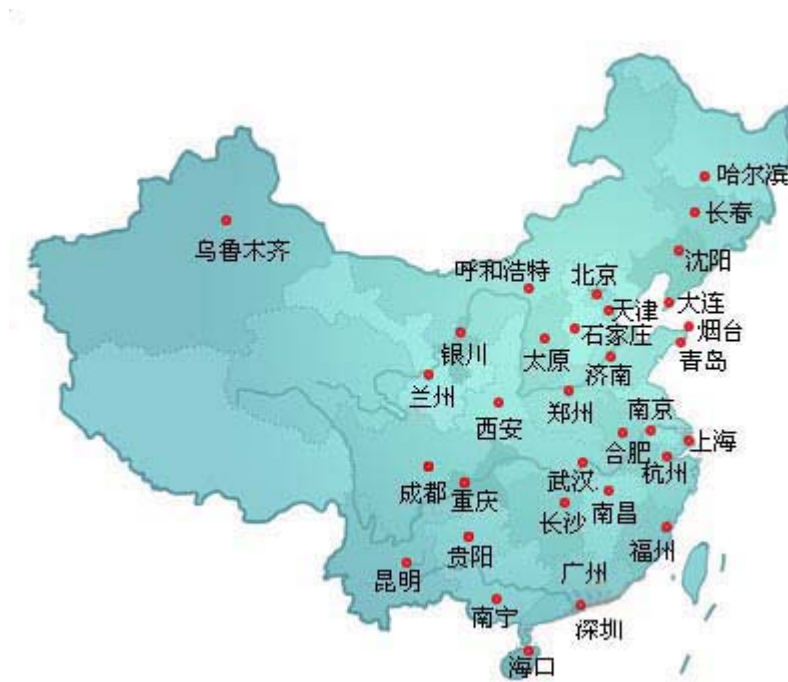 哈尔滨
长春
乌鲁木齐
沈阳
呼和浩特
北京
大连
天津
烟台
石家庄
银川
太原
青岛
济南
兰州
郑州
南京
西安
上海
合肥
杭州
武汉
成都
重庆
南昌
长沙
福州
贵阳
广州
昆明
南宁
深圳
海口